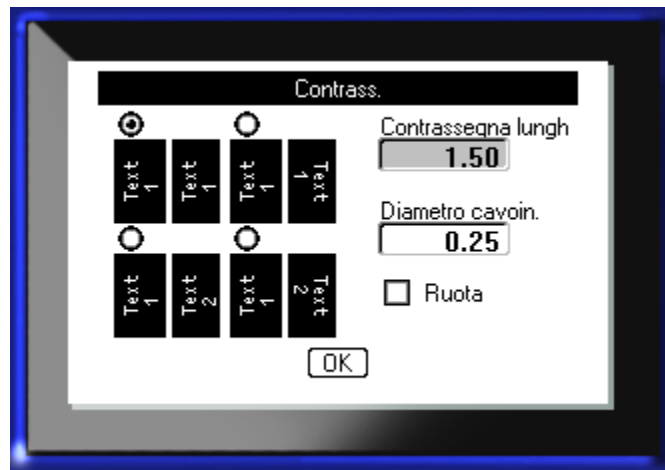 Contrass.
Contrassegna lungh
1.50
Text 1 Text 1 Text 1 Text 1
Diametro cavoin.
0.25
Text 1 Text 2 Text 1 Text 2
Ruota
OK